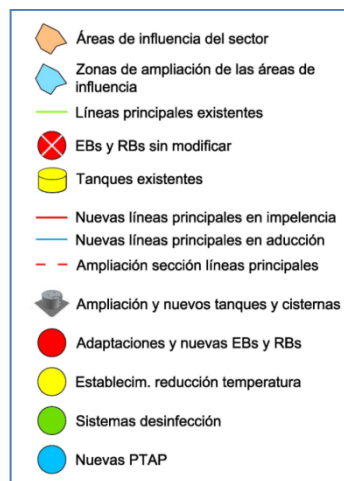 Áreas de influencia del sector
Zonas de ampliación de las áreas de
influencia
Líneas principales existentes
EBs y RBs sin modificar
Tanques existentes
Nuevas líneas principales en impelencia
Nuevas líneas principales en aducción
Ampliación sección líneas principales
Ampliación y nuevos tanques y cisternas
Adaptaciones y nuevas EBs y RBs
Establecim. reducción temperatura
Sistemas desinfección
Nuevas PTAP